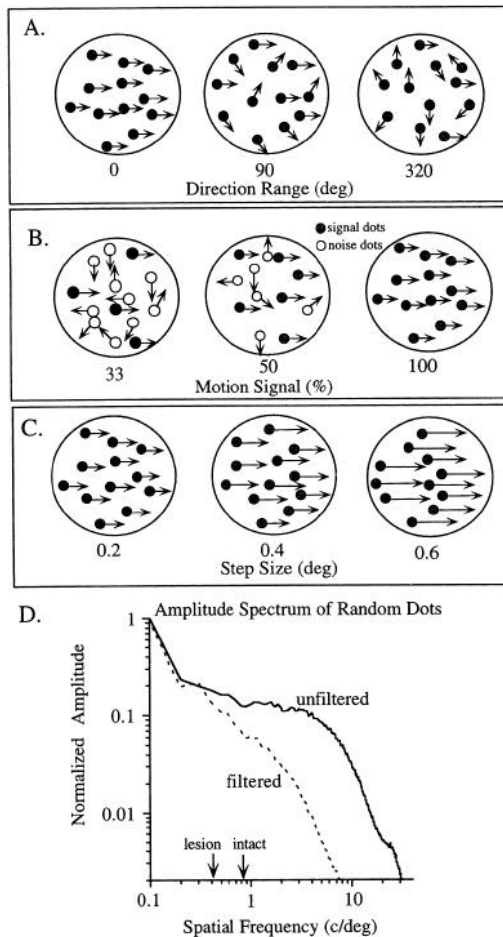 A.
0 90 320
Direction Range (deg)
B.
signal dots
noise dots
33 50 100
Motion Signal (%)
C.
0.2 0.4 0.6
Step Size (deg)
D.
Amplitude Spectrum of Random Dots
Normalized Amplitude
1
0.1
0.01
unfiltered
filtered
lesion intact
0.1 1 10
Spatial Frequency (c/deg)